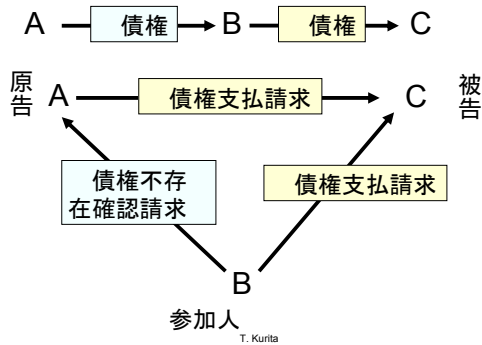 A 債権 B 債権 C
原告 A 債権支払請求 C 被告
債権不存
在確認請求
債権支払請求
B
参加人
T. Kurita